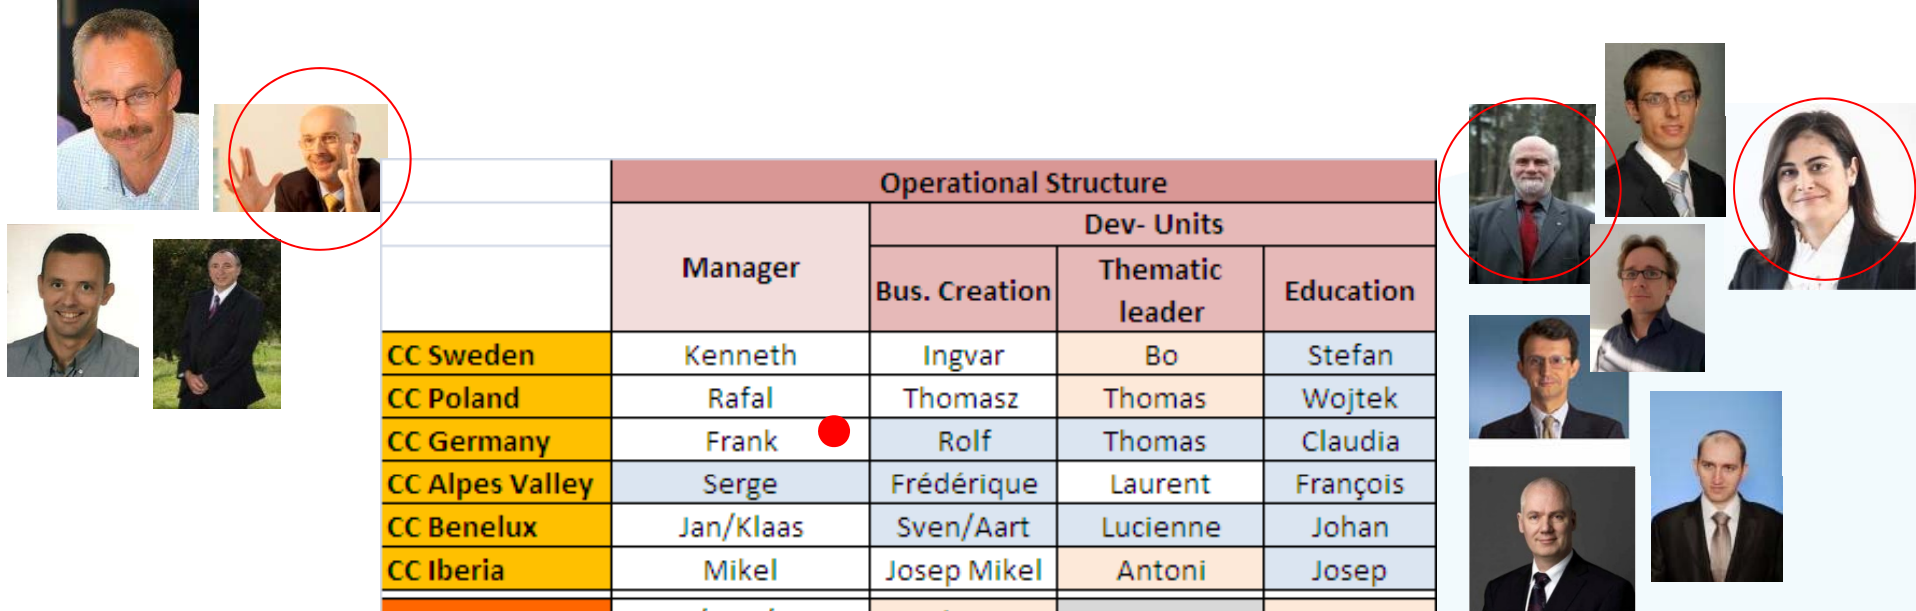 Operational Structure
Manager
Dev- Units
Bus. Creation
Thematic
leader
Education
CC Sweden Kenneth Ingvar Bo Stefan
CC Poland Rafal Thomasz Thomas Wojtek
CC Germany Frank Rolf Thomas Claudia
CC Alpes Valley Serge Frédérique Laurent François
CC Benelux Jan/Klaas Sven/Aart Lucienne Johan
CC Iberia Mikel Josep Mikel Antoni Josep